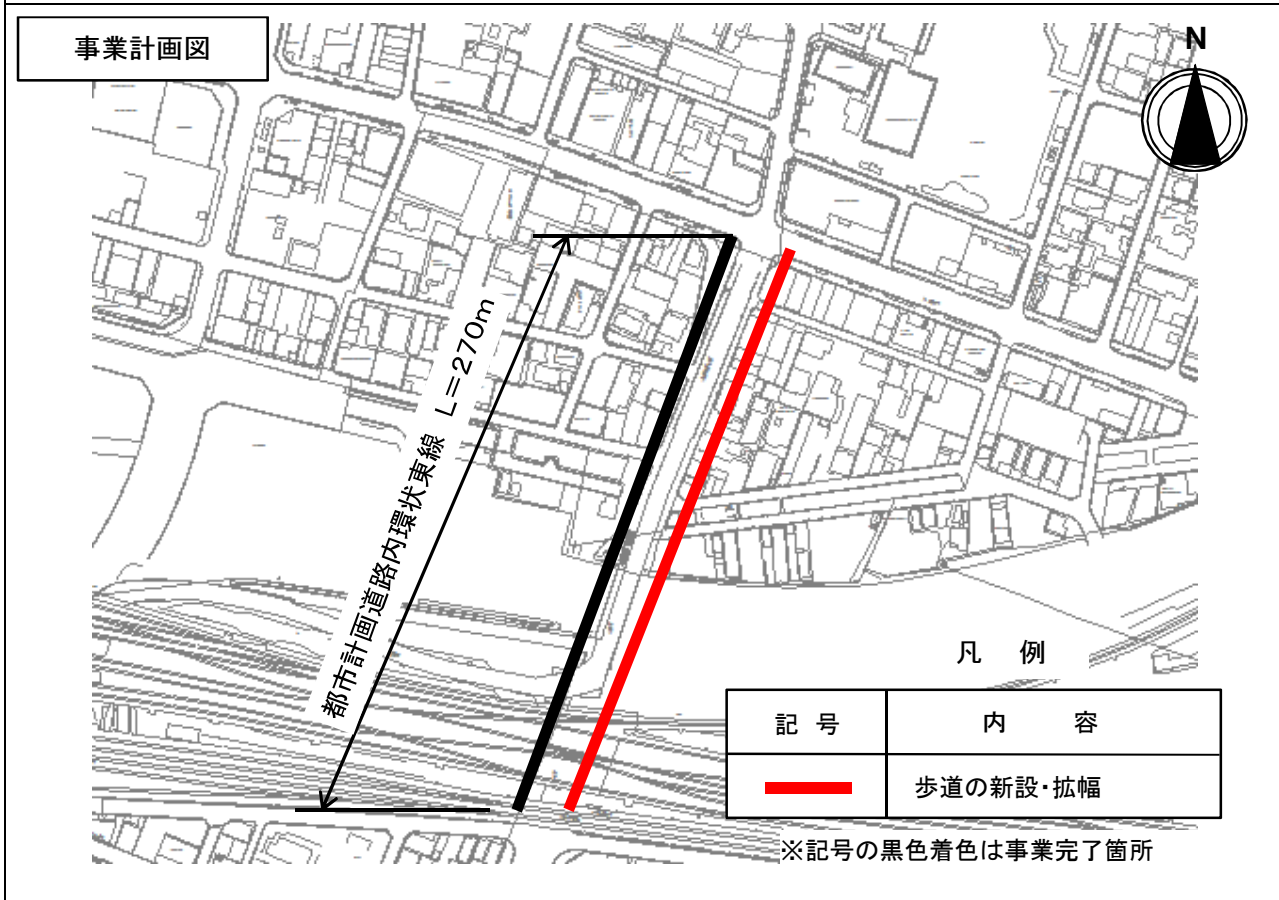 事業計画図
N
都市計画道路内環状東線 L=270m
凡 例
記 号 内 容
歩道の新設・拡幅
※記号の黒色着色は事業完了箇所